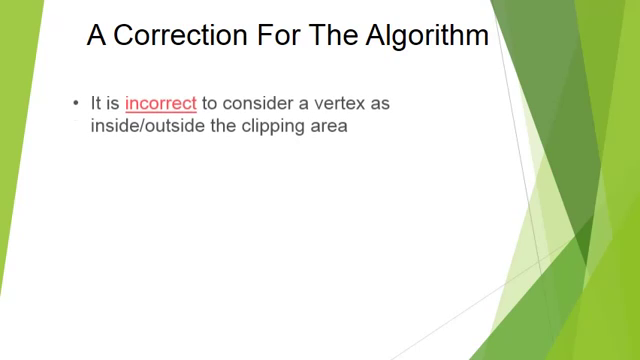 A Correction For The Algorithm
• It is incorrect to consider a vertex as
inside/outside the clipping area